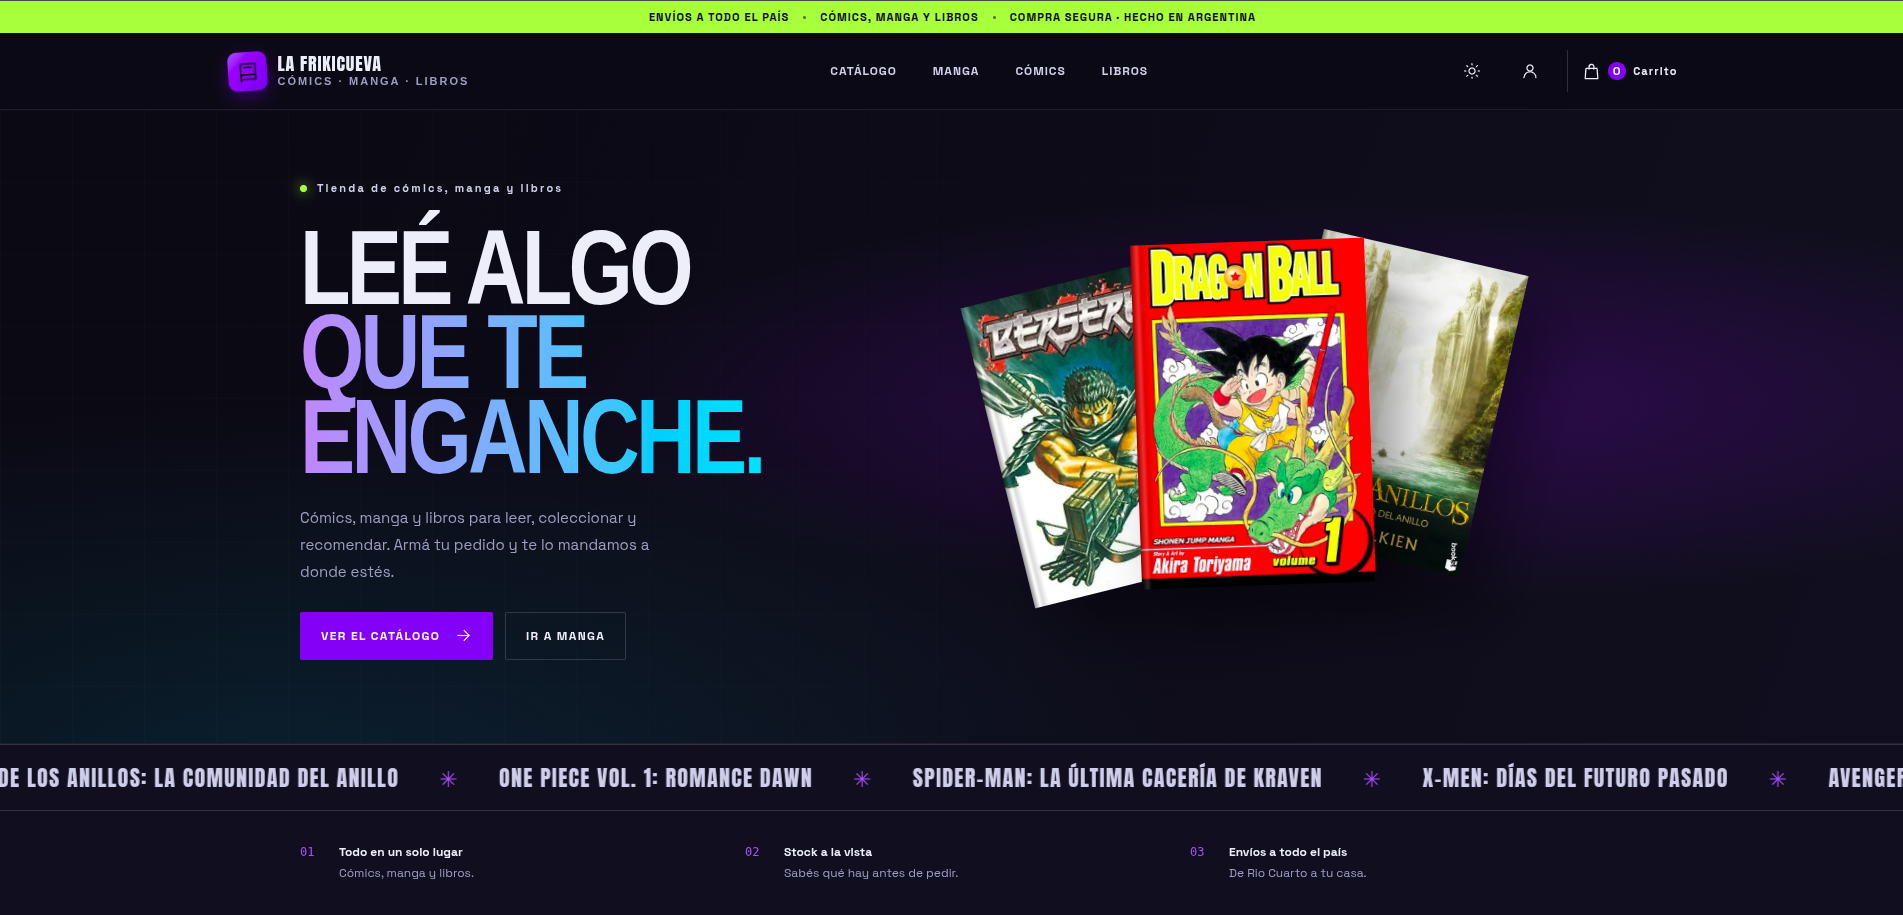 ENVÍOS A TODO EL PAÍS • CÓMICS, MANGA Y LIBROS • COMPRA SEGURA · HECHO EN ARGENTINA
LA FRIKICUEVA
CÓMICS · MANGA · LIBROS
CATÁLOGO MANGA CÓMICS LIBROS
0 Carrito
Tienda de cómics, manga y libros
LEÉ ALGO
QUE TE
ENGANCHE.
Cómics, manga y libros para leer, coleccionar y
recomendar. Armá tu pedido y te lo mandamos a
donde estés.
VER EL CATÁLOGO → IR A MANGA
BERSER
DRAGON BALL
SHONEN JUMP MANGA
Story & Art by
Akira Toriyama
volume 1
ANILLOS
DEL ANILLO
LKIEN
DE LOS ANILLOS: LA COMUNIDAD DEL ANILLO ✳ ONE PIECE VOL. 1: ROMANCE DAWN ✳ SPIDER-MAN: LA ÚLTIMA CACERÍA DE KRAVEN ✳ X-MEN: DÍAS DEL FUTURO PASADO ✳ AVENGER
01 Todo en un solo lugar
Cómics, manga y libros.
02 Stock a la vista
Sabés qué hay antes de pedir.
03 Envíos a todo el país
De Río Cuarto a tu casa.